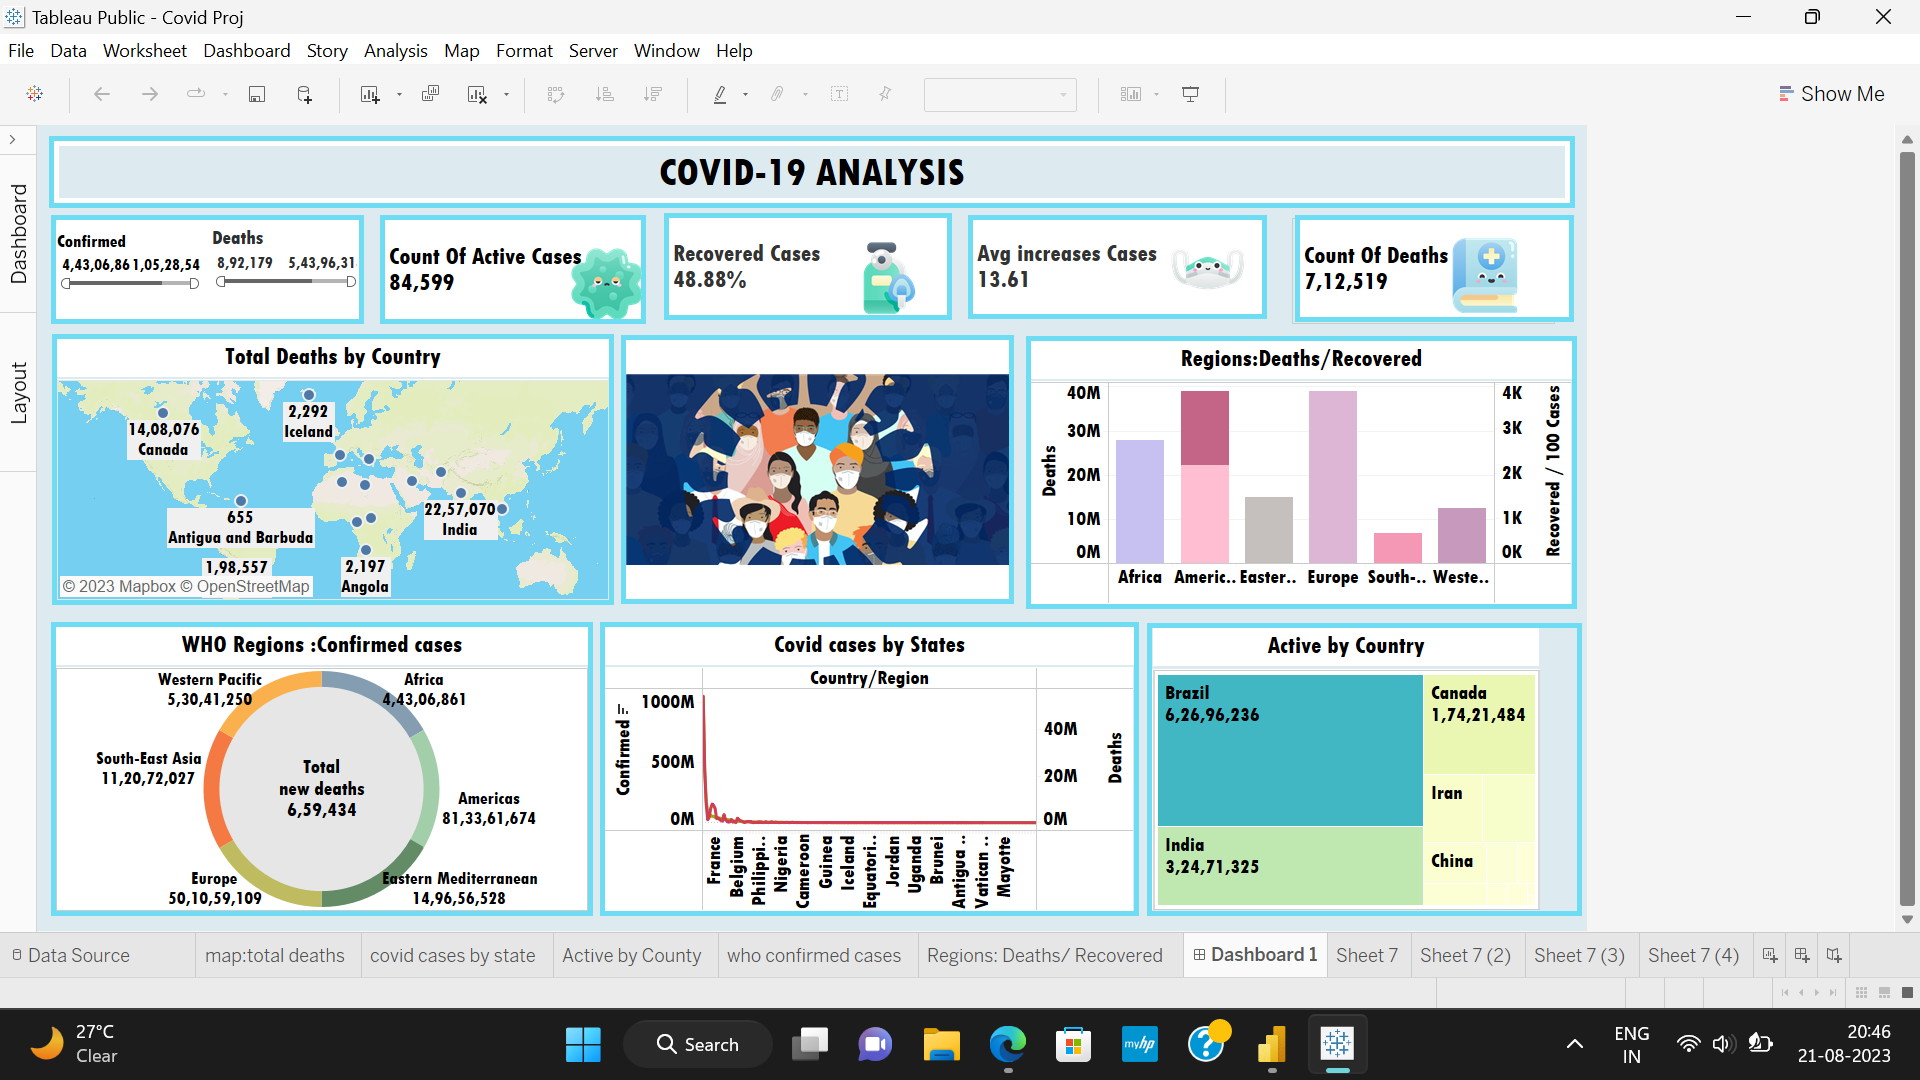 Tableau Public - Covid Proj
File Data Worksheet Dashboard Story Analysis Map Format Server Window Help
Show Me
Dashboard
Layout
COVID-19 ANALYSIS
Confirmed
4,43,06,86 1,05,28,54
Deaths
8,92,179 5,43,96,31
Count Of Active Cases
84,599
Recovered Cases
48.88%
Avg increases Cases
13.61
Count Of Deaths
7,12,519
Total Deaths by Country
14,08,076
Canada
2,292
Iceland
655
Antigua and Barbuda
22,57,070
India
1,98,557
2,197
Angola
© 2023 Mapbox © OpenStreetMap
Regions:Deaths/Recovered
Deaths
40M
30M
20M
10M
0M
4K
3K
2K
1K
0K
Recovered / 100 Cases
Africa Americ.. Easter.. Europe South-.. Weste..
WHO Regions :Confirmed cases
Western Pacific
5,30,41,250
Africa
4,43,06,861
South-East Asia
11,20,72,027
Total
new deaths
6,59,434
Americas
81,33,61,674
Europe
50,10,59,109
Eastern Mediterranean
14,96,56,528
Covid cases by States
Country/Region
Confirmed
1000M
500M
0M
40M
20M
0M
Deaths
France
Belgium
Philippi..
Nigeria
Cameroon
Guinea
Iceland
Equatori..
Jordan
Uganda
Brunei
Antigua ..
Vatican ..
Mayotte
Active by Country
Brazil
6,26,96,236
Canada
1,74,21,484
Iran
India
3,24,71,325
China
Data Source map:total deaths covid cases by state Active by County who confirmed cases Regions: Deaths/ Recovered Dashboard 1 Sheet 7 Sheet 7 (2) Sheet 7 (3) Sheet 7 (4)
27°C
Clear
Search
myhp
ENG
IN
20:46
21-08-2023